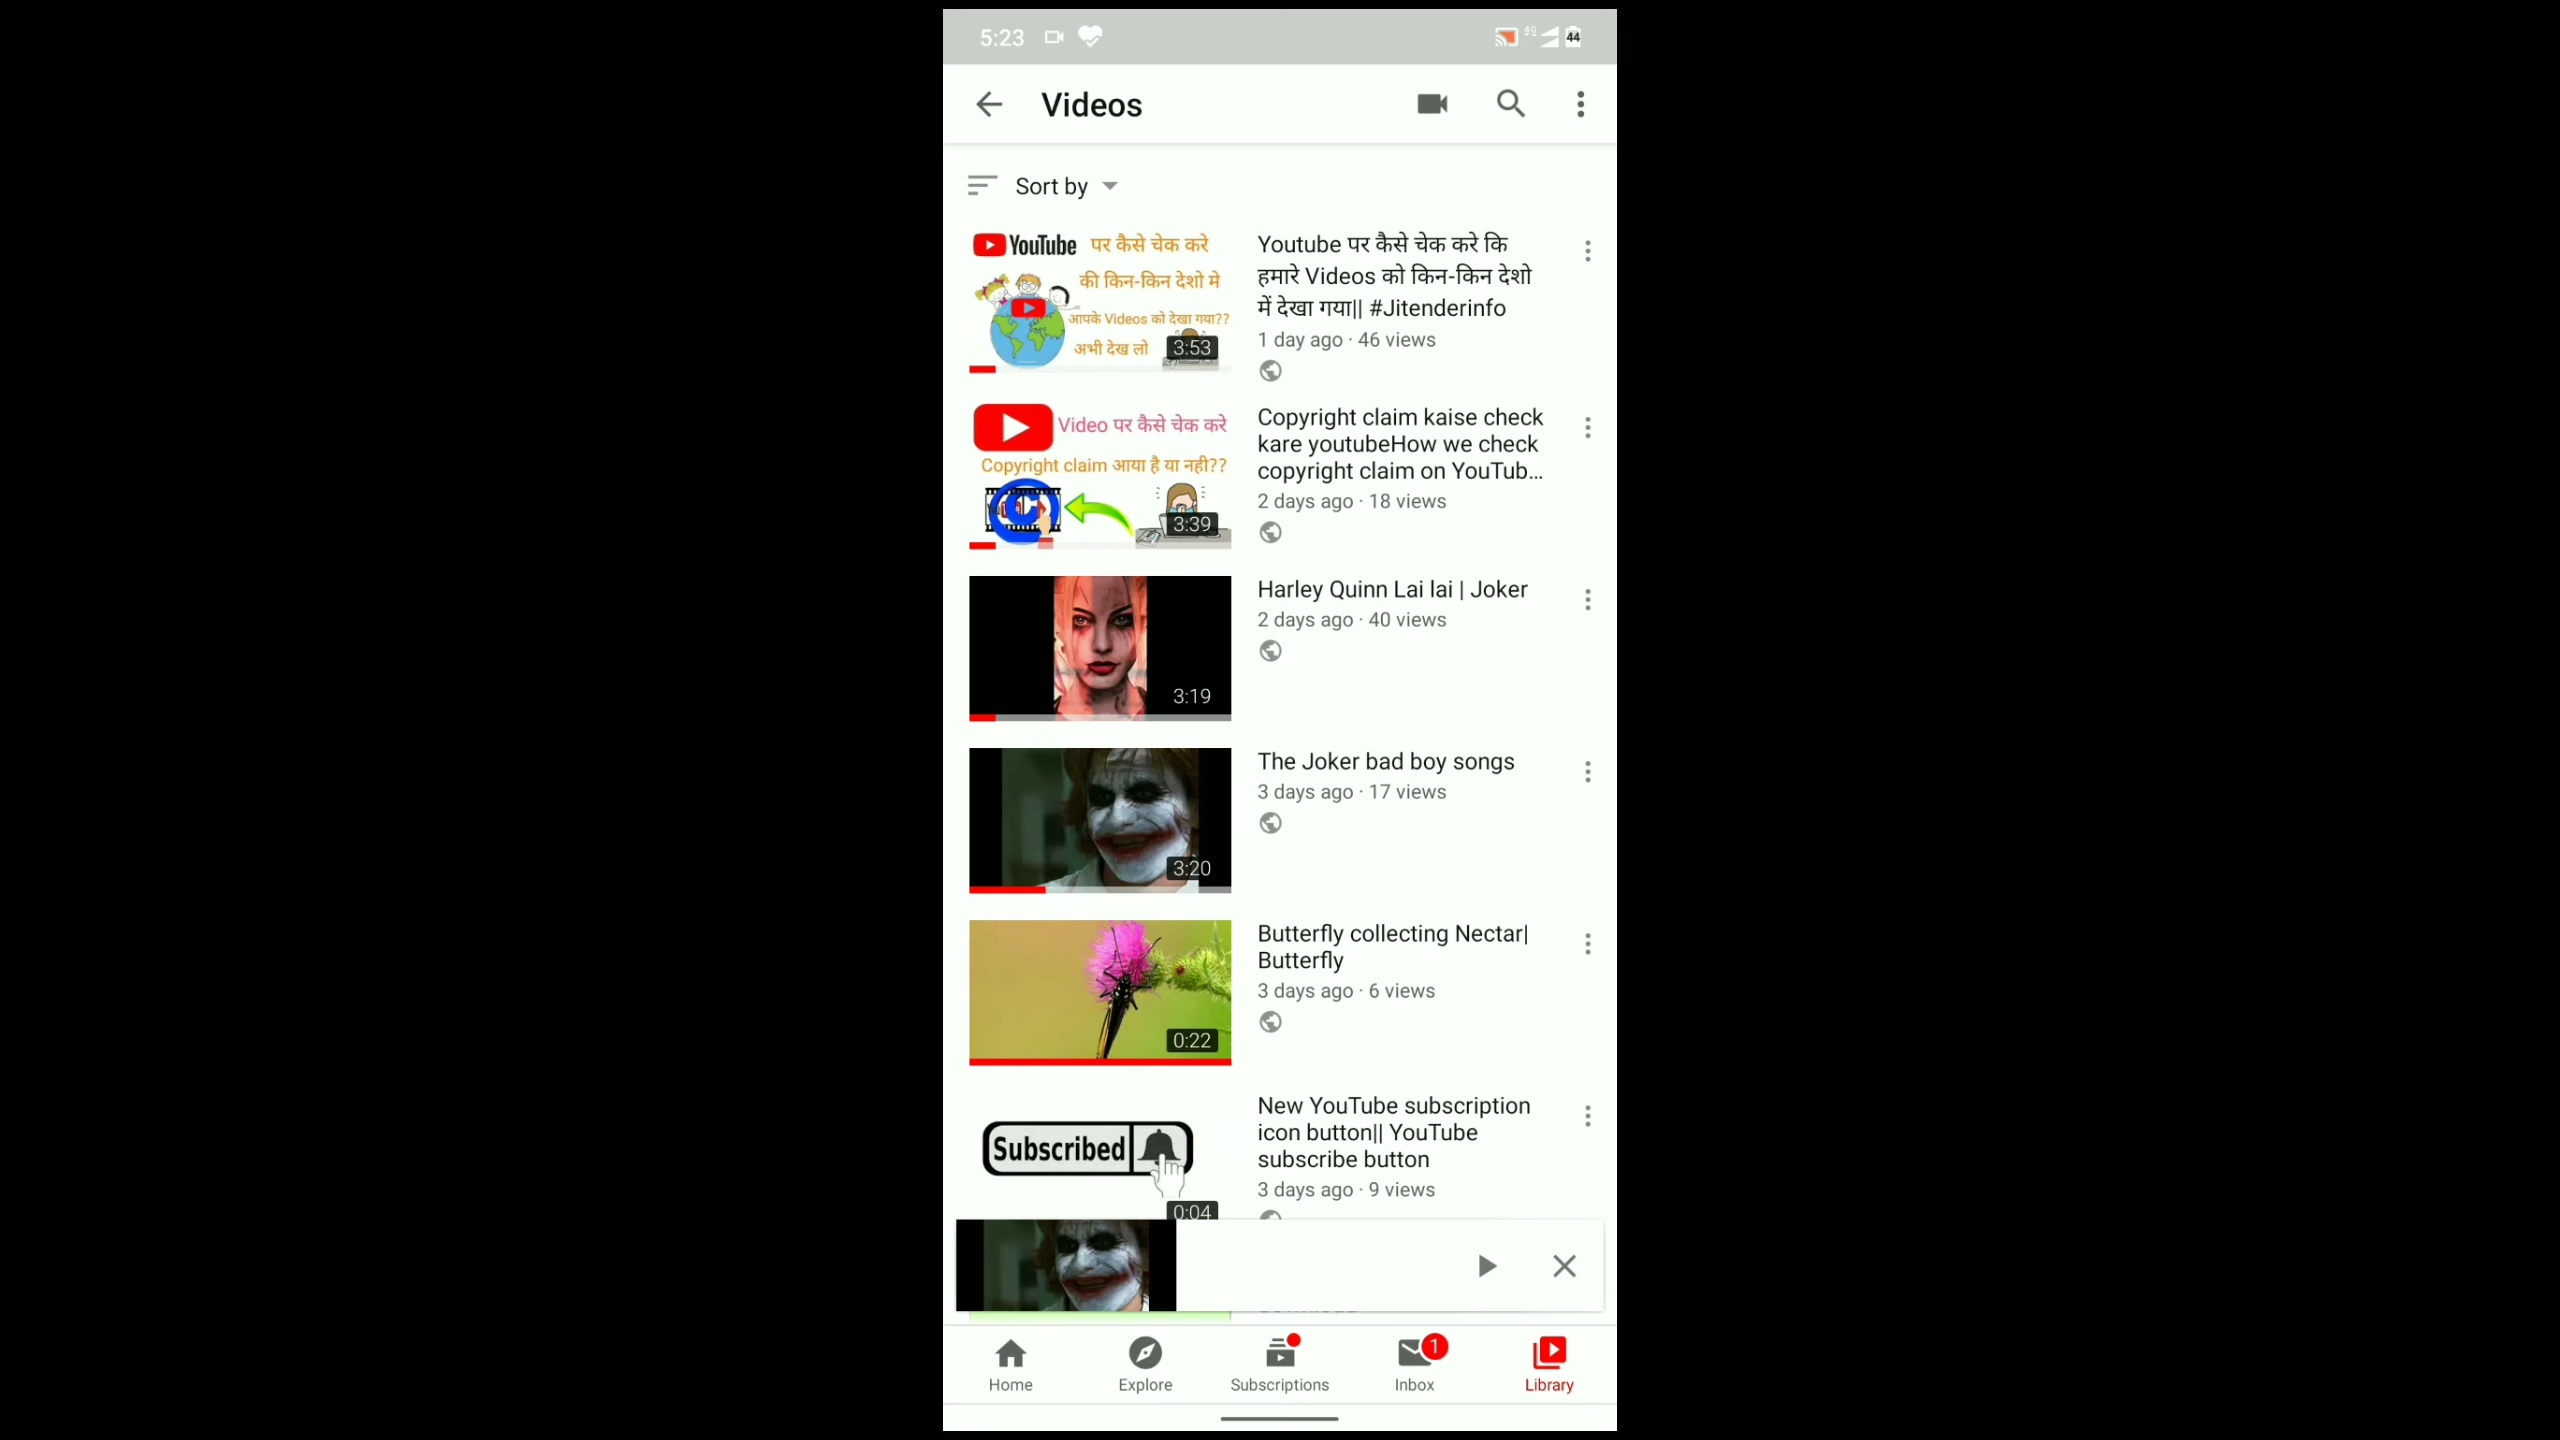 5:23
4G
44
Videos
Sort by
YouTube पर कैसे चेक करे
की किन-किन देशो मे
आपके Videos को देखा गया??
अभी देख लो
3:53
Youtube पर कैसे चेक करे कि
हमारे Videos को किन-किन देशो
में देखा गया|| #Jitenderinfo
1 day ago · 46 views
Video पर कैसे चेक करे
Copyright claim आया है या नही??
3:39
Copyright claim kaise check
kare youtubeHow we check
copyright claim on YouTub...
2 days ago · 18 views
3:19
Harley Quinn Lai lai | Joker
2 days ago · 40 views
3:20
The Joker bad boy songs
3 days ago · 17 views
0:22
Butterfly collecting Nectar|
Butterfly
3 days ago · 6 views
Subscribed
0:04
New YouTube subscription
icon button|| YouTube
subscribe button
3 days ago · 9 views
Home
Explore
Subscriptions
1
Inbox
Library